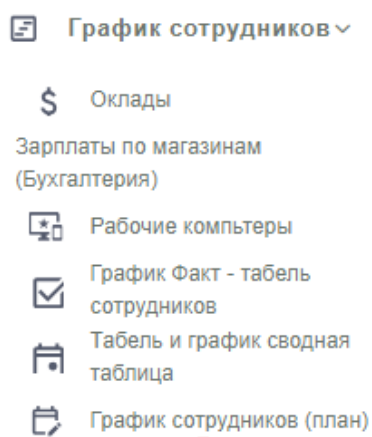 График сотрудников
Оклады
Зарплаты по магазинам
(Бухгалтерия)
Рабочие компьтеры
График Факт - табель
сотрудников
Табель и график сводная
таблица
График сотрудников (план)